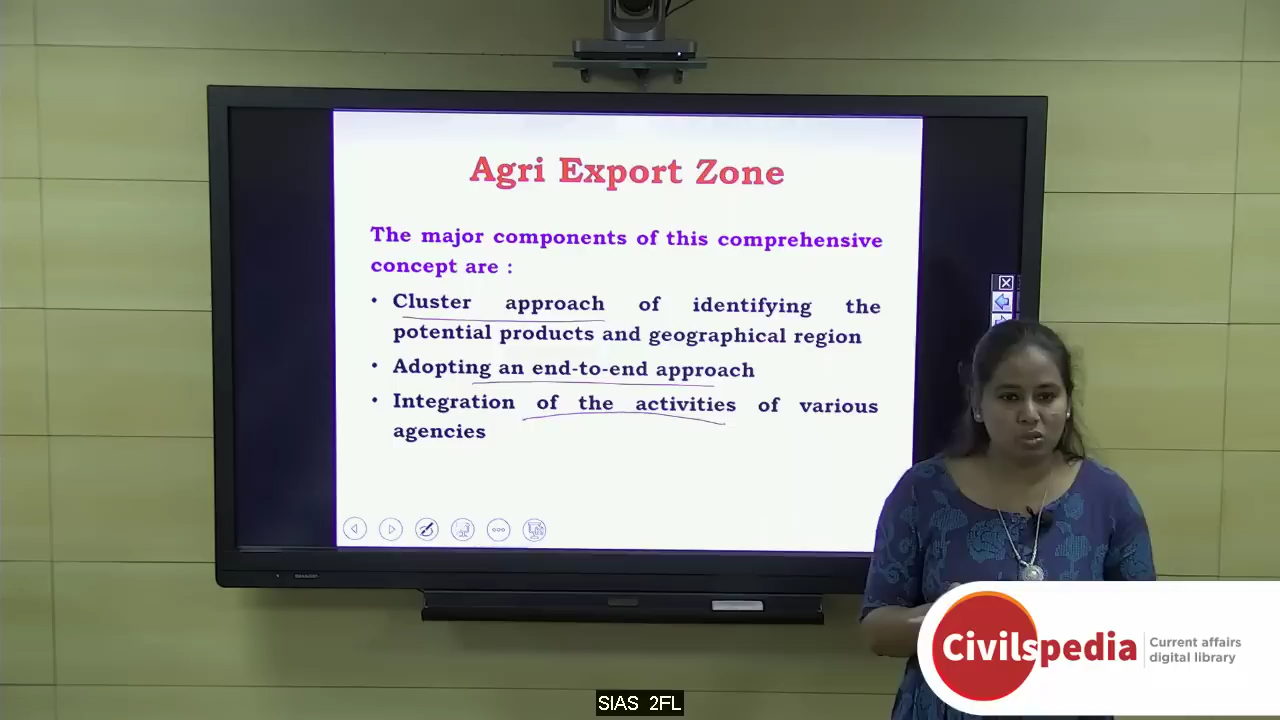 Agri Export Zone
The major components of this comprehensive
concept are :
• Cluster approach of identifying the
potential products and geographical region
• Adopting an end-to-end approach
• Integration of the activities of various
agencies
Civilspedia
Current affairs
digital library
SIAS 2FL